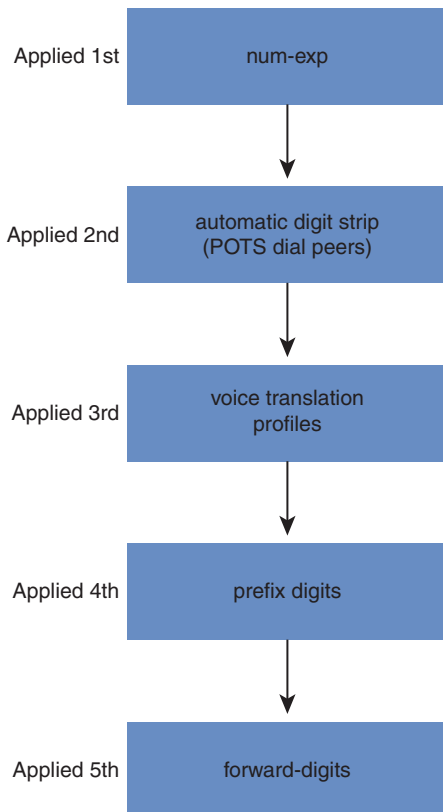 Applied 1st
num-exp
Applied 2nd
automatic digit strip
(POTS dial peers)
Applied 3rd
voice translation
profiles
Applied 4th
prefix digits
Applied 5th
forward-digits